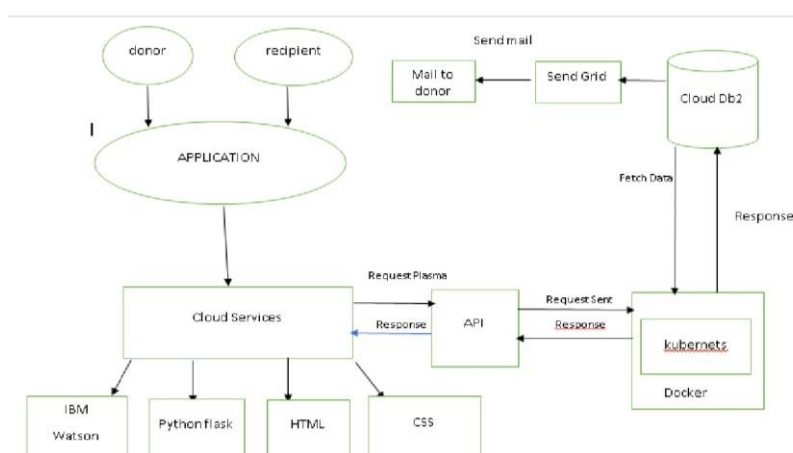 donor
recipient
Send mail
Mail to
donor
Send Grid
Cloud Db2
APPLICATION
Fetch Data
Response
Request Plasma
Cloud Services
Response
API
Request Sent
Response
kubernets
Docker
IBM
Watson
Python flask
HTML
CSS